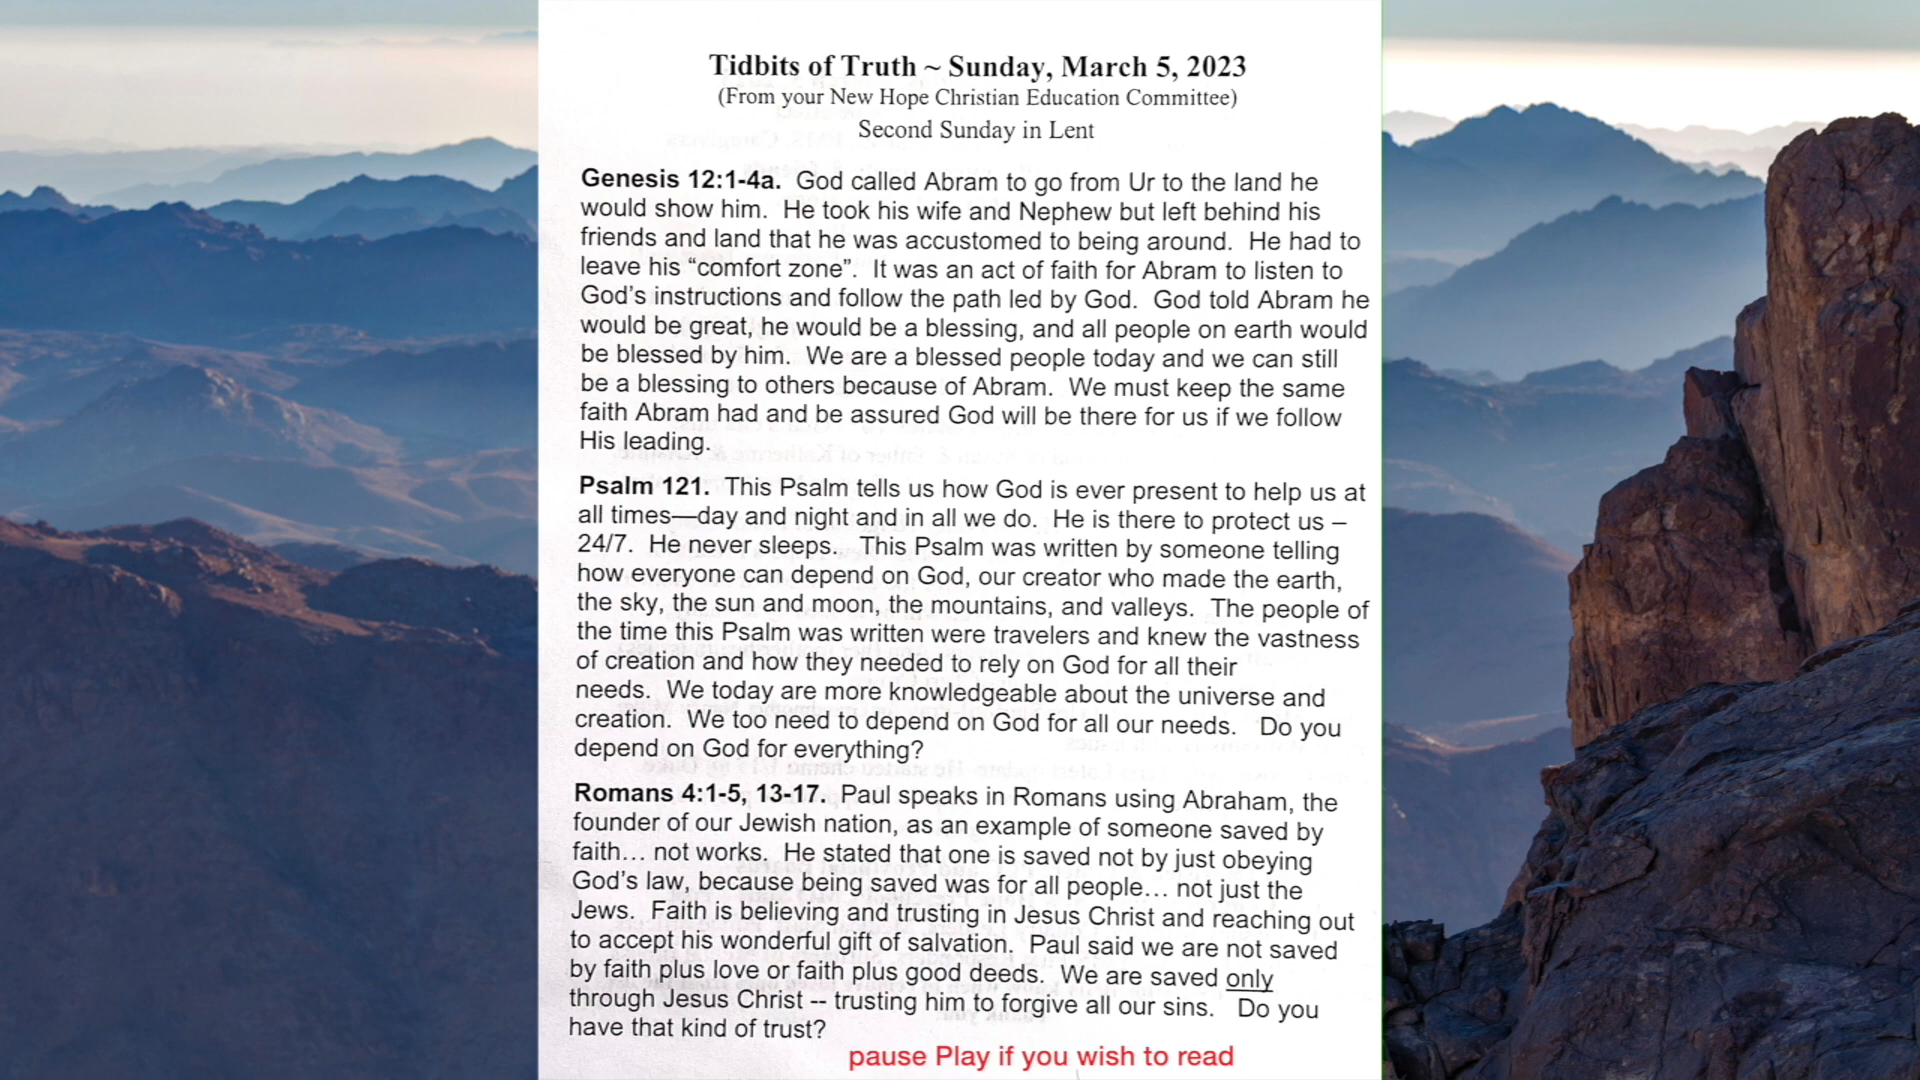 Tidbits of Truth ~ Sunday, March 5, 2023
(From your New Hope Christian Education Committee)
Second Sunday in Lent
Genesis 12:1-4a.  God called Abram to go from Ur to the land he
would show him.  He took his wife and Nephew but left behind his
friends and land that he was accustomed to being around.  He had to
leave his “comfort zone”.  It was an act of faith for Abram to listen to
God’s instructions and follow the path led by God.  God told Abram he
would be great, he would be a blessing, and all people on earth would
be blessed by him.  We are a blessed people today and we can still
be a blessing to others because of Abram.  We must keep the same
faith Abram had and be assured God will be there for us if we follow
His leading.
Psalm 121.  This Psalm tells us how God is ever present to help us at
all times—day and night and in all we do.  He is there to protect us –
24/7.  He never sleeps.   This Psalm was written by someone telling
how everyone can depend on God, our creator who made the earth,
the sky, the sun and moon, the mountains, and valleys.  The people of
the time this Psalm was written were travelers and knew the vastness
of creation and how they needed to rely on God for all their
needs.  We today are more knowledgeable about the universe and
creation.  We too need to depend on God for all our needs.   Do you
depend on God for everything?
Romans 4:1-5, 13-17.  Paul speaks in Romans using Abraham, the
founder of our Jewish nation, as an example of someone saved by
faith… not works.  He stated that one is saved not by just obeying
God’s law, because being saved was for all people… not just the
Jews.  Faith is believing and trusting in Jesus Christ and reaching out
to accept his wonderful gift of salvation.  Paul said we are not saved
by faith plus love or faith plus good deeds.  We are saved only
through Jesus Christ -- trusting him to forgive all our sins.   Do you
have that kind of trust?
pause Play if you wish to read